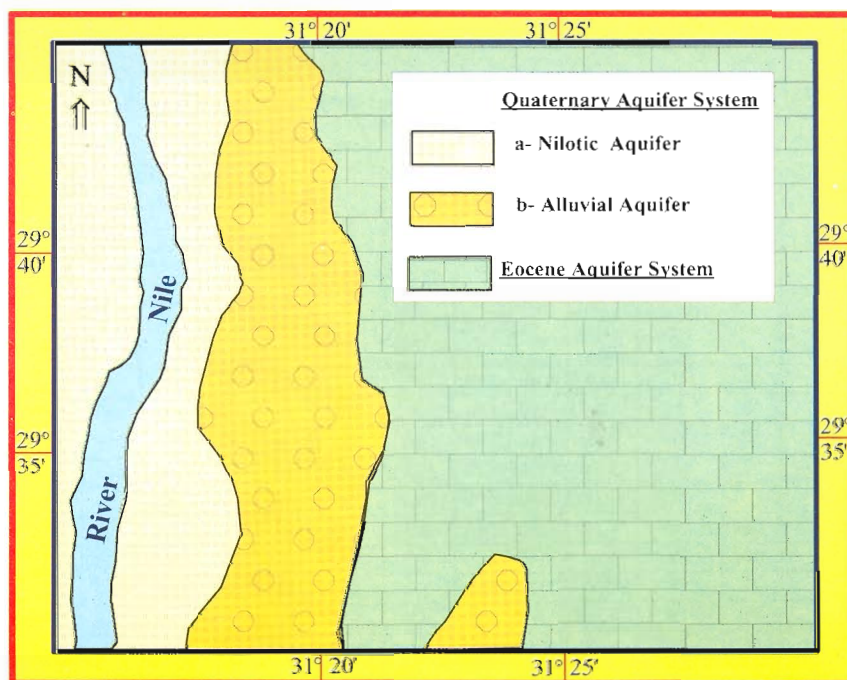 31° 20'
31° 25'
N
Quaternary Aquifer System
a- Nilotic Aquifer
b- Alluvial Aquifer
Eocene Aquifer System
29°
40'
29°
40'
Nile
29°
35'
29°
35'
River
31° 20'
31° 25'